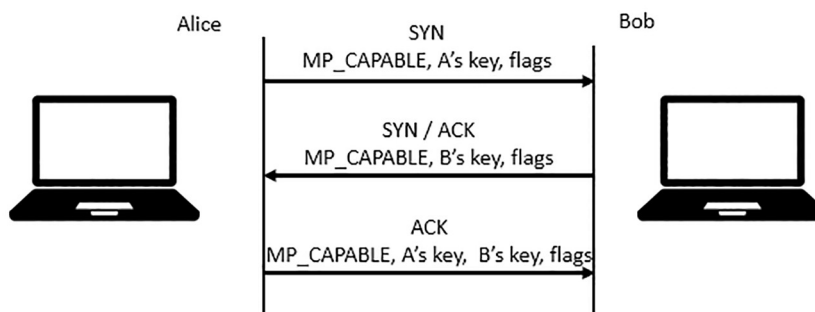 Alice
Bob
SYN
MP_CAPABLE, A's key, flags
SYN / ACK
MP_CAPABLE, B's key, flags
ACK
MP_CAPABLE, A's key, B's key, flags